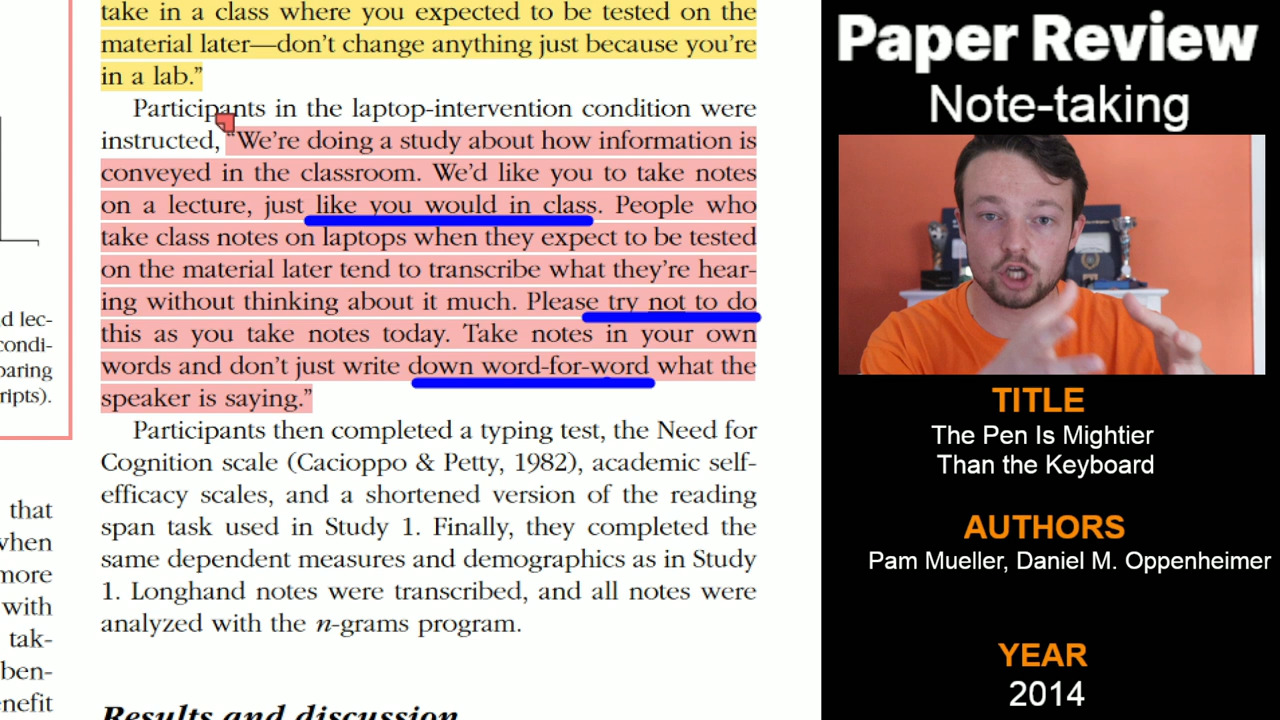 take in a class where you expected to be tested on the
material later—don't change anything just because you're
in a lab."
Participants in the laptop-intervention condition were
instructed, "We're doing a study about how information is
conveyed in the classroom. We'd like you to take notes
on a lecture, just like you would in class. People who
take class notes on laptops when they expect to be tested
on the material later tend to transcribe what they're hear-
ing without thinking about it much. Please try not to do
this as you take notes today. Take notes in your own
words and don't just write down word-for-word what the
speaker is saying."
Participants then completed a typing test, the Need for
Cognition scale (Cacioppo & Petty, 1982), academic self-
efficacy scales, and a shortened version of the reading
span task used in Study 1. Finally, they completed the
same dependent measures and demographics as in Study
1. Longhand notes were transcribed, and all notes were
analyzed with the n-grams program.
Results and discussion
d lec-
condi-
paring
ripts).
that
when
more
with
tak-
ben-
enefit
Paper Review
Note-taking
TITLE
The Pen Is Mightier
Than the Keyboard
AUTHORS
Pam Mueller, Daniel M. Oppenheimer
YEAR
2014